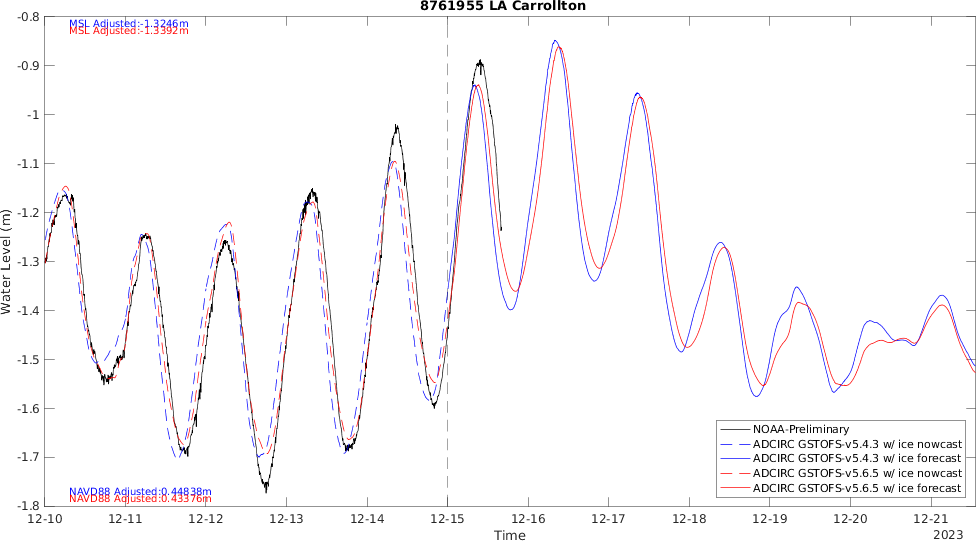 8761955 LA Carrollton
-0.8
MSL Adjusted:-1.3246m
MSL Adjusted:-1.3392m
-0.9
-1
-1.1
-1.2
-1.3
-1.4
-1.5
-1.6
-1.7
-1.8
Water Level (m)
NOAA-Preliminary
ADCIRC GSTOFS-v5.4.3 w/ ice nowcast
ADCIRC GSTOFS-v5.4.3 w/ ice forecast
ADCIRC GSTOFS-v5.6.5 w/ ice nowcast
ADCIRC GSTOFS-v5.6.5 w/ ice forecast
NAVD88 Adjusted:0.44838m
NAVD88 Adjusted:0.43376m
12-10 12-11 12-12 12-13 12-14 12-15 12-16 12-17 12-18 12-19 12-20 12-21
Time
2023